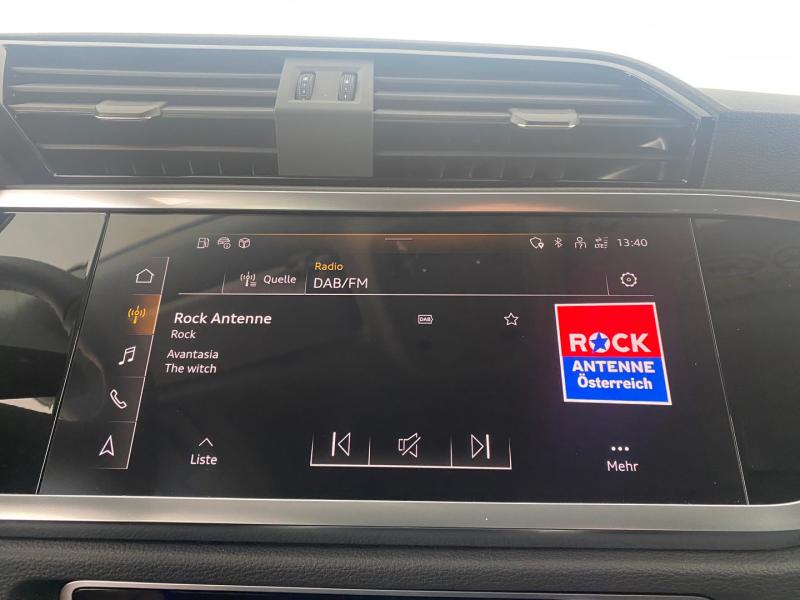 13:40
Radio
Quelle
DAB/FM
Rock Antenne
DAB
Rock
Avantasia
The witch
ROCK
ANTENNE
Österreich
Liste
Mehr